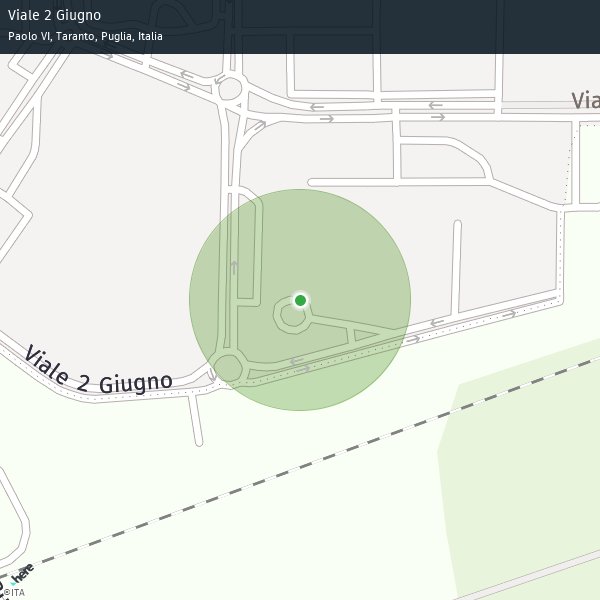 Viale 2 Giugno
Paolo VI, Taranto, Puglia, Italia
Via
Viale 2 Giugno
here
©ITA